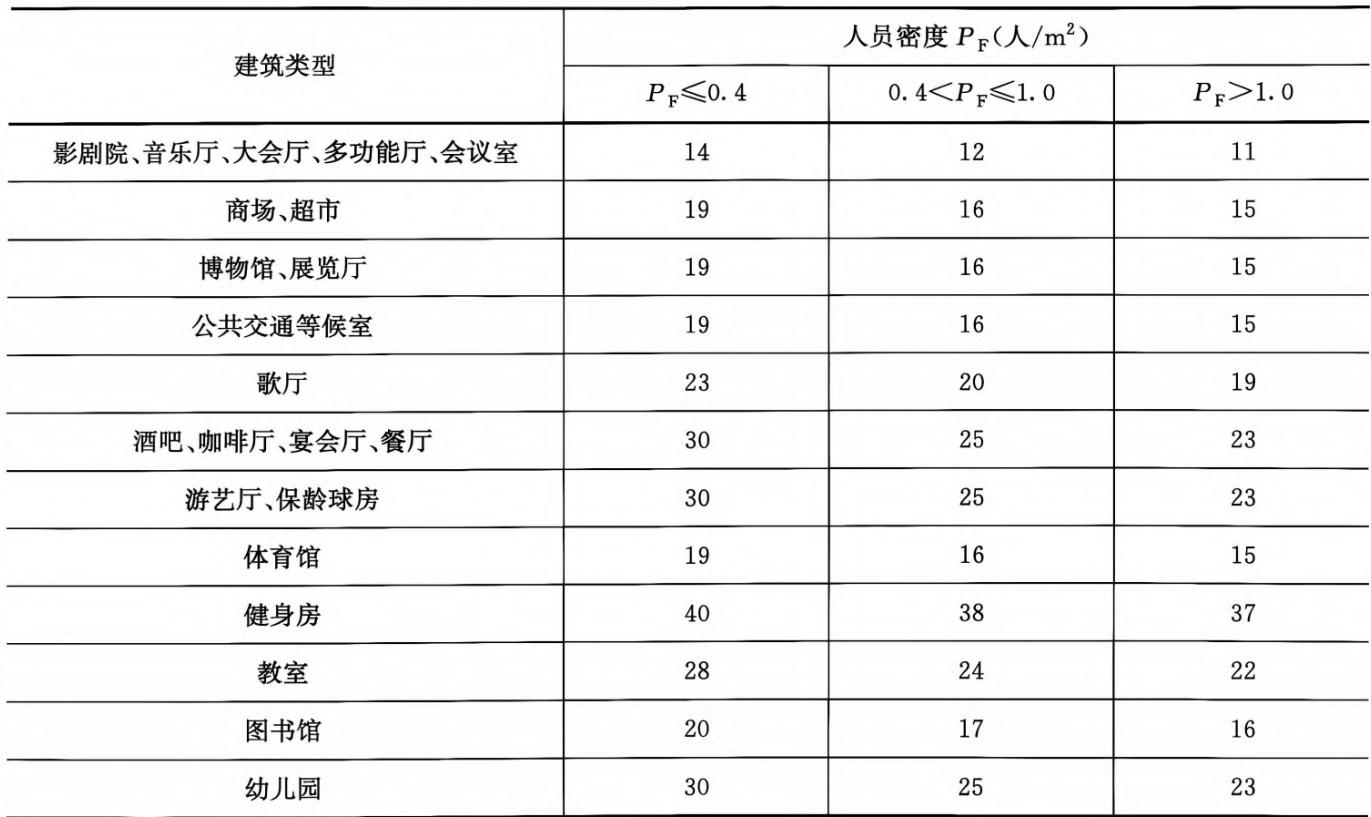 建筑类型 人员密度 P_F(人/m²)
P_F≤0.4 0.4<P_F≤1.0 P_F>1.0
影剧院、音乐厅、大会厅、多功能厅、会议室 14 12 11
商场、超市 19 16 15
博物馆、展览厅 19 16 15
公共交通等候室 19 16 15
歌厅 23 20 19
酒吧、咖啡厅、宴会厅、餐厅 30 25 23
游艺厅、保龄球房 30 25 23
体育馆 19 16 15
健身房 40 38 37
教室 28 24 22
图书馆 20 17 16
幼儿园 30 25 23